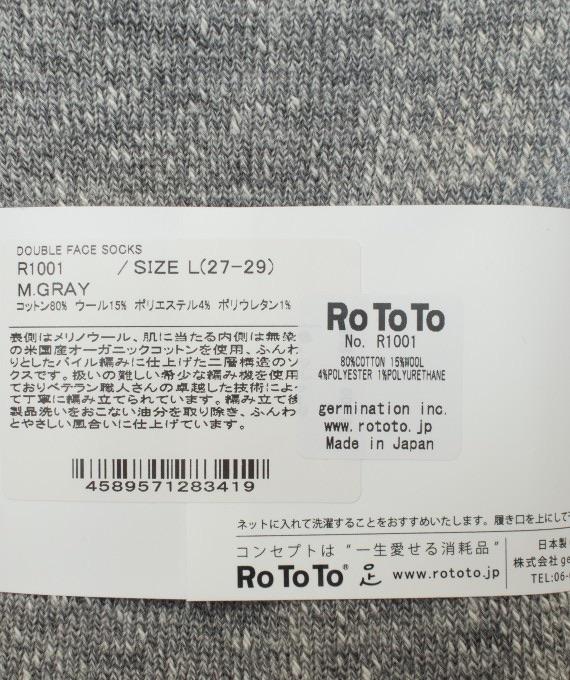 DOUBLE FACE SOCKS
R1001 / SIZE L(27-29)
M.GRAY
コットン80% ウール15% ポリエステル4% ポリウレタン1%
表側はメリノウール、肌に当たる内側は無染
の米国産オーガニックコットンを使用、ふんわ
りとしたパイル編みに仕上げた二層構造のソ
クスです。扱いの難しい希少な編み機を使用
ておりベテラン職人さんの卓越した技術によ
て丁寧に編み立てられています。編み立て後
製品洗いをおこない油分を取り除き、ふんわ
とやさしい風合いに仕上げています。
4589571283419
RoToTo
No. R1001
80%COTTON 15%WOOL
4%POLYESTER 1%POLYURETHANE
germination inc.
www.rototo.jp
Made in Japan
ネットに入れて洗濯することをおすすめいたします。履き口を上にして干
コンセプトは “一生愛せる消耗品”
RoToTo® www.rototo.jp
日本製
株式会社ge
TEL:06-